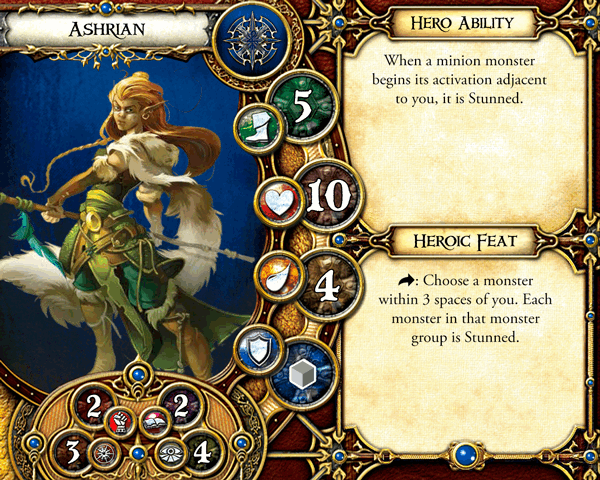 ASHRIAN
5
10
4
2 2
3 4
HERO ABILITY
When a minion monster
begins its activation adjacent
to you, it is Stunned.
HEROIC FEAT
: Choose a monster
within 3 spaces of you. Each
monster in that monster
group is Stunned.